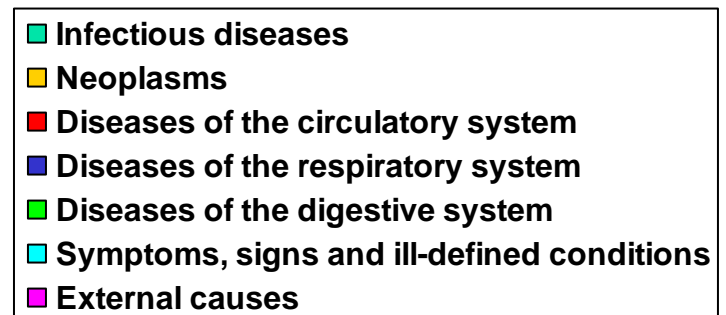 Infectious diseases
Neoplasms
Diseases of the circulatory system
Diseases of the respiratory system
Diseases of the digestive system
Symptoms, signs and ill-defined conditions
External causes